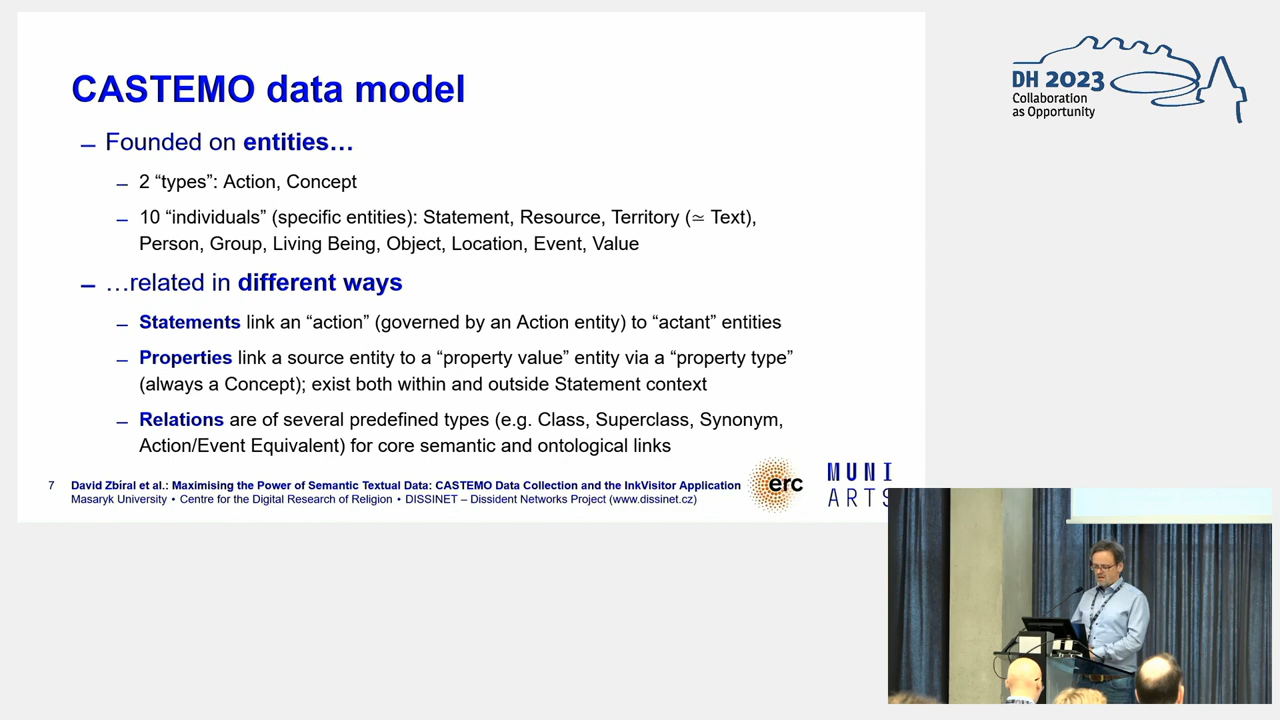 CASTEMO data model
– Founded on entities…
– 2 “types”: Action, Concept
– 10 “individuals” (specific entities): Statement, Resource, Territory (≃ Text),
Person, Group, Living Being, Object, Location, Event, Value
– …related in different ways
– Statements link an “action” (governed by an Action entity) to “actant” entities
– Properties link a source entity to a “property value” entity via a “property type”
(always a Concept); exist both within and outside Statement context
– Relations are of several predefined types (e.g. Class, Superclass, Synonym,
Action/Event Equivalent) for core semantic and ontological links
7 David Zbíral et al.: Maximising the Power of Semantic Textual Data: CASTEMO Data Collection and the InkVisitor Application
Masaryk University • Centre for the Digital Research of Religion • DISSINET – Dissident Networks Project (www.dissinet.cz)
erc
MUNI
ARTS
DH 2023
Collaboration
as Opportunity